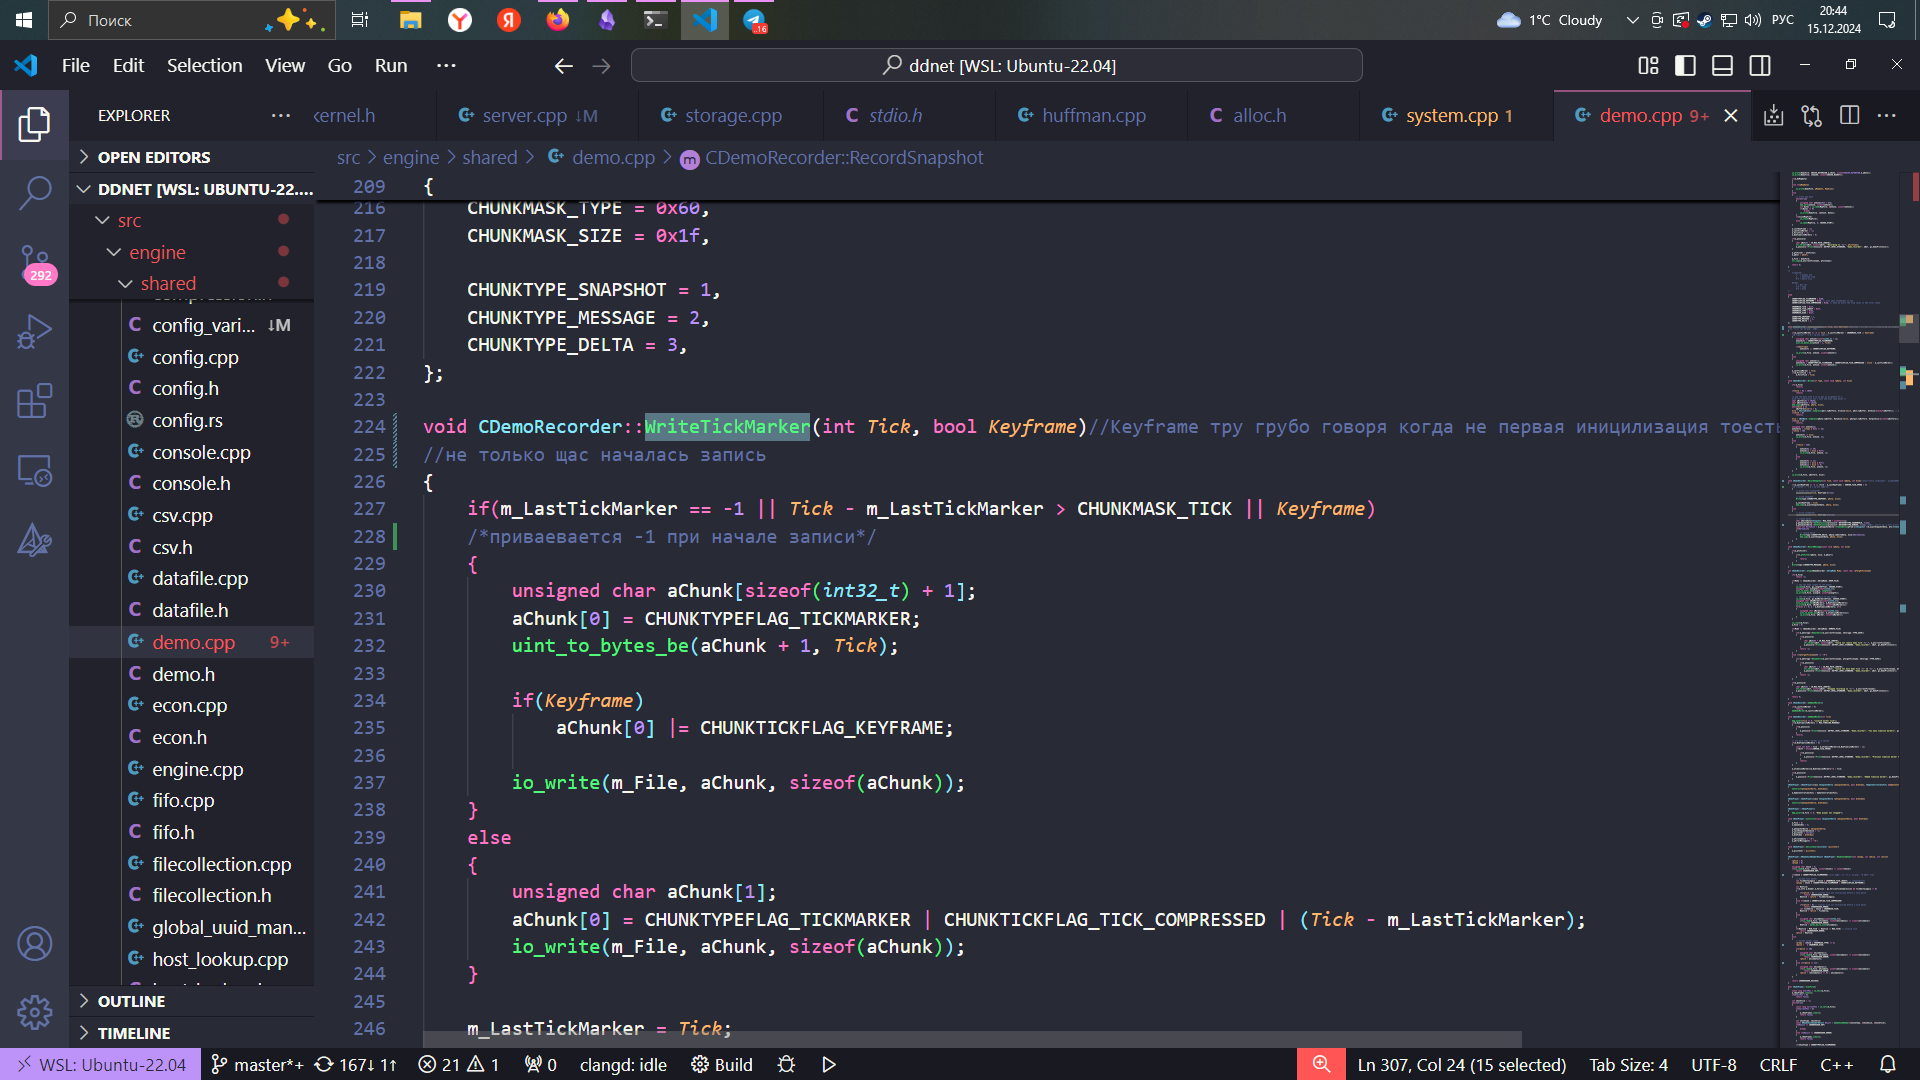 Поиск
..16
1°C Cloudy
РУС
20:44
15.12.2024
File Edit Selection View Go Run ···
ddnet [WSL: Ubuntu-22.04]
EXPLORER
kernel.h
server.cpp ↓M
storage.cpp
stdio.h
huffman.cpp
alloc.h
system.cpp 1
demo.cpp 9+
OPEN EDITORS
DDNET [WSL: UBUNTU-22....
src
engine
shared
292
config_vari... ↓M
config.cpp
config.h
config.rs
console.cpp
console.h
csv.cpp
csv.h
datafile.cpp
datafile.h
demo.cpp 9+
demo.h
econ.cpp
econ.h
engine.cpp
fifo.cpp
fifo.h
filecollection.cpp
filecollection.h
global_uuid_man...
host_lookup.cpp
OUTLINE
TIMELINE
src > engine > shared > demo.cpp > CDemoRecorder::RecordSnapshot
209 {
216 CHUNKMASK_TYPE = 0x60,
217 CHUNKMASK_SIZE = 0x1f,
218
219 CHUNKTYPE_SNAPSHOT = 1,
220 CHUNKTYPE_MESSAGE = 2,
221 CHUNKTYPE_DELTA = 3,
222 };
223
224 void CDemoRecorder::WriteTickMarker(int Tick, bool Keyframe)//Keyframe тру грубо говоря когда не первая иницилизация тоесть
225 //не только щас началась запись
226 {
227 if(m_LastTickMarker == -1 || Tick - m_LastTickMarker > CHUNKMASK_TICK || Keyframe)
228 /*приваевается -1 при начале записи*/
229 {
230 unsigned char aChunk[sizeof(int32_t) + 1];
231 aChunk[0] = CHUNKTYPEFLAG_TICKMARKER;
232 uint_to_bytes_be(aChunk + 1, Tick);
233
234 if(Keyframe)
235 aChunk[0] |= CHUNKTICKFLAG_KEYFRAME;
236
237 io_write(m_File, aChunk, sizeof(aChunk));
238 }
239 else
240 {
241 unsigned char aChunk[1];
242 aChunk[0] = CHUNKTYPEFLAG_TICKMARKER | CHUNKTICKFLAG_TICK_COMPRESSED | (Tick - m_LastTickMarker);
243 io_write(m_File, aChunk, sizeof(aChunk));
244 }
245
246 m_LastTickMarker = Tick;
WSL: Ubuntu-22.04 master*+ 167↓ 1↑ 21 1 0 clangd: idle Build
Ln 307, Col 24 (15 selected) Tab Size: 4 UTF-8 CRLF C++